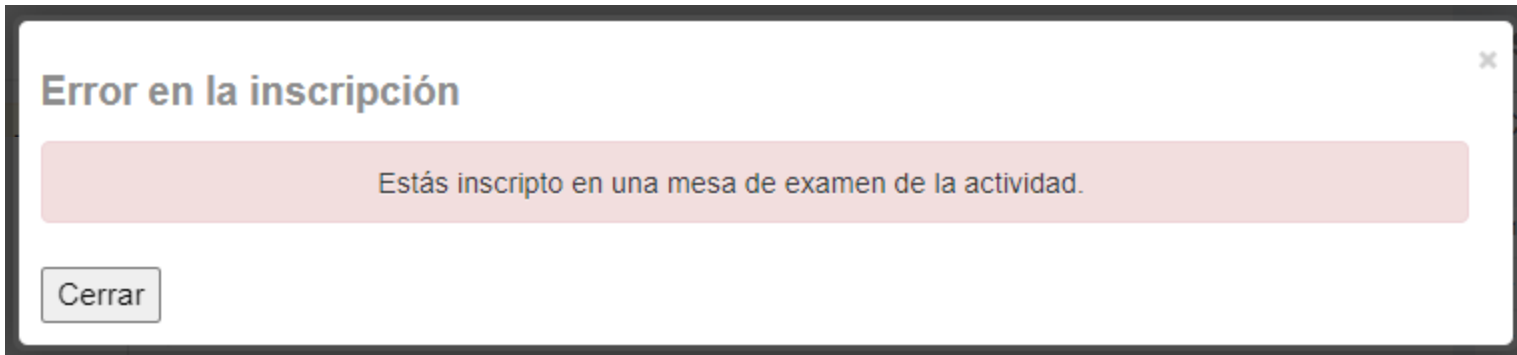 ×
Error en la inscripción
Estás inscripto en una mesa de examen de la actividad.
Cerrar